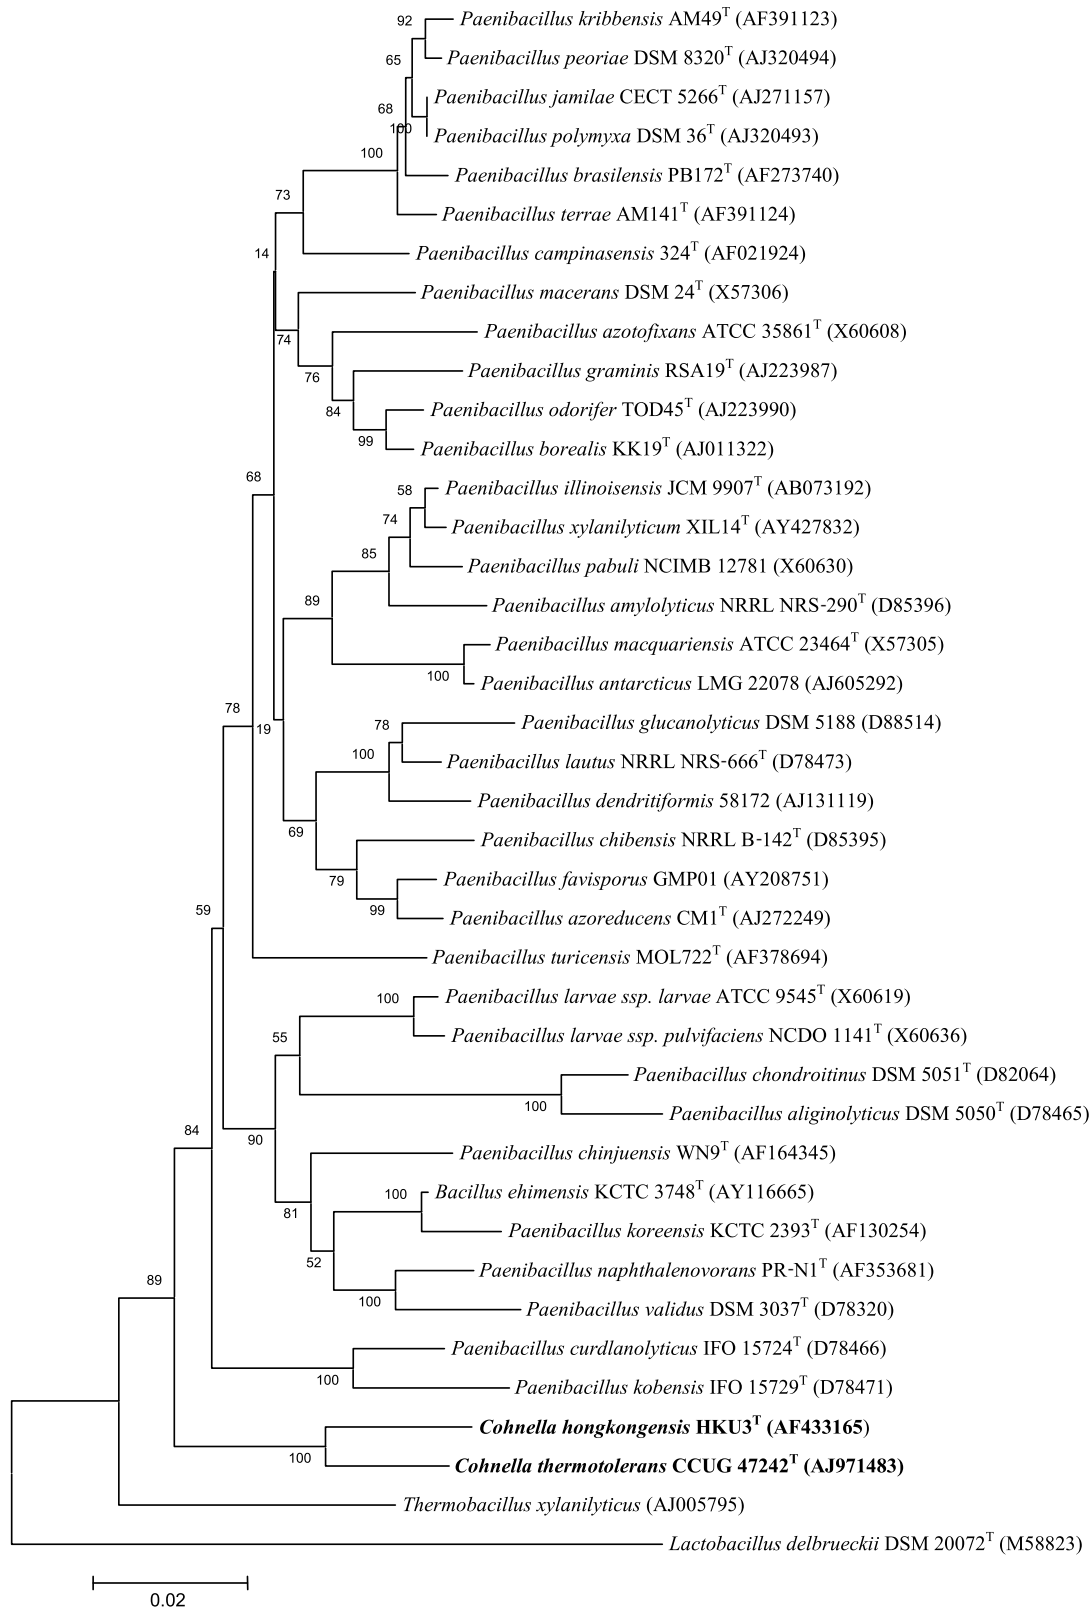 92
Paenibacillus kribbensis AM49T (AF391123)
65
Paenibacillus peoriae DSM 8320T (AJ320494)
Paenibacillus jamilae CECT 5266T (AJ271157)
68
100
Paenibacillus polymyxa DSM 36T (AJ320493)
100
Paenibacillus brasilensis PB172T (AF273740)
73
Paenibacillus terrae AM141T (AF391124)
14
Paenibacillus campinasensis 324T (AF021924)
Paenibacillus macerans DSM 24T (X57306)
74
Paenibacillus azotofixans ATCC 35861T (X60608)
76
Paenibacillus graminis RSA19T (AJ223987)
84
Paenibacillus odorifer TOD45T (AJ223990)
99
Paenibacillus borealis KK19T (AJ011322)
68
58
Paenibacillus illinoisensis JCM 9907T (AB073192)
74
Paenibacillus xylanilyticum XIL14T (AY427832)
85
Paenibacillus pabuli NCIMB 12781 (X60630)
89
Paenibacillus amylolyticus NRRL NRS-290T (D85396)
Paenibacillus macquariensis ATCC 23464T (X57305)
100
Paenibacillus antarcticus LMG 22078 (AJ605292)
78
19
78
Paenibacillus glucanolyticus DSM 5188 (D88514)
100
Paenibacillus lautus NRRL NRS-666T (D78473)
Paenibacillus dendritiformis 58172 (AJ131119)
69
Paenibacillus chibensis NRRL B-142T (D85395)
79
Paenibacillus favisporus GMP01 (AY208751)
99
Paenibacillus azoreducens CM1T (AJ272249)
59
Paenibacillus turicensis MOL722T (AF378694)
100
Paenibacillus larvae ssp. larvae ATCC 9545T (X60619)
55
Paenibacillus larvae ssp. pulvifaciens NCDO 1141T (X60636)
Paenibacillus chondroitinus DSM 5051T (D82064)
100
Paenibacillus aliginolyticus DSM 5050T (D78465)
84
90
Paenibacillus chinjuensis WN9T (AF164345)
100
Bacillus ehimensis KCTC 3748T (AY116665)
81
Paenibacillus koreensis KCTC 2393T (AF130254)
52
Paenibacillus naphthalenovorans PR-N1T (AF353681)
89
100
Paenibacillus validus DSM 3037T (D78320)
Paenibacillus curdlanolyticus IFO 15724T (D78466)
100
Paenibacillus kobensis IFO 15729T (D78471)
Cohnella hongkongensis HKU3T (AF433165)
100
Cohnella thermotolerans CCUG 47242T (AJ971483)
Thermobacillus xylanilyticus (AJ005795)
Lactobacillus delbrueckii DSM 20072T (M58823)
0.02